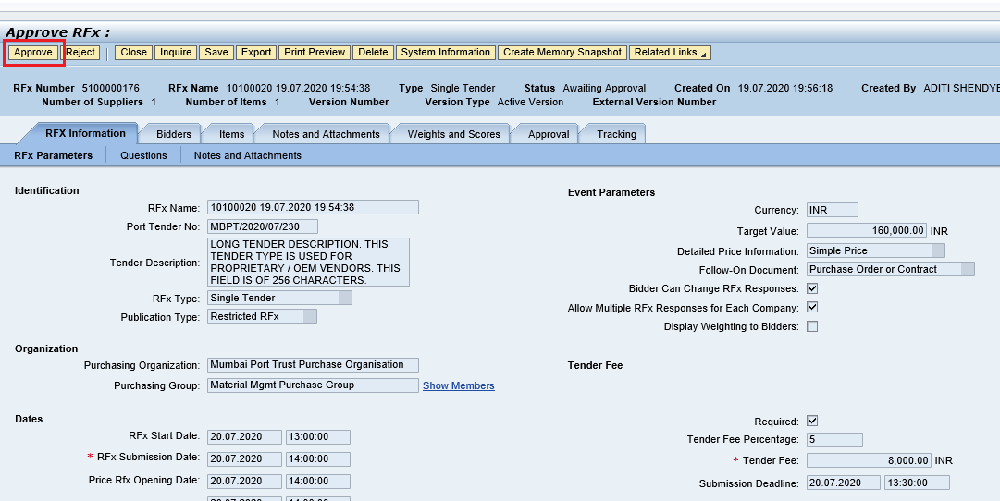 Approve RFx :
Approve Reject Close Inquire Save Export Print Preview Delete System Information Create Memory Snapshot Related Links
RFx Number 5100000176 RFx Name 10100020 19.07.2020 19:54:38 Type Single Tender Status Awaiting Approval Created On 19.07.2020 19:56:18 Created By ADITI SHENDYE
Number of Suppliers 1 Number of Items 1 Version Number Version Type Active Version External Version Number
RFX Information Bidders Items Notes and Attachments Weights and Scores Approval Tracking
RFx Parameters Questions Notes and Attachments
Identification
RFx Name: 10100020 19.07.2020 19:54:38
Port Tender No: MBPT/2020/07/230
Tender Description: LONG TENDER DESCRIPTION. THIS
TENDER TYPE IS USED FOR
PROPRIETARY / OEM VENDORS. THIS
FIELD IS OF 256 CHARACTERS.
RFx Type: Single Tender
Publication Type: Restricted RFx
Event Parameters
Currency: INR
Target Value: 160,000.00 INR
Detailed Price Information: Simple Price
Follow-On Document: Purchase Order or Contract
Bidder Can Change RFx Responses:
Allow Multiple RFx Responses for Each Company:
Display Weighting to Bidders:
Organization
Purchasing Organization: Mumbai Port Trust Purchase Organisation
Purchasing Group: Material Mgmt Purchase Group Show Members
Tender Fee
Dates
RFx Start Date: 20.07.2020 13:00:00
* RFx Submission Date: 20.07.2020 14:00:00
Price Rfx Opening Date: 20.07.2020 14:00:00
Required:
Tender Fee Percentage: 5
* Tender Fee: 8,000.00 INR
Submission Deadline: 20.07.2020 13:30:00